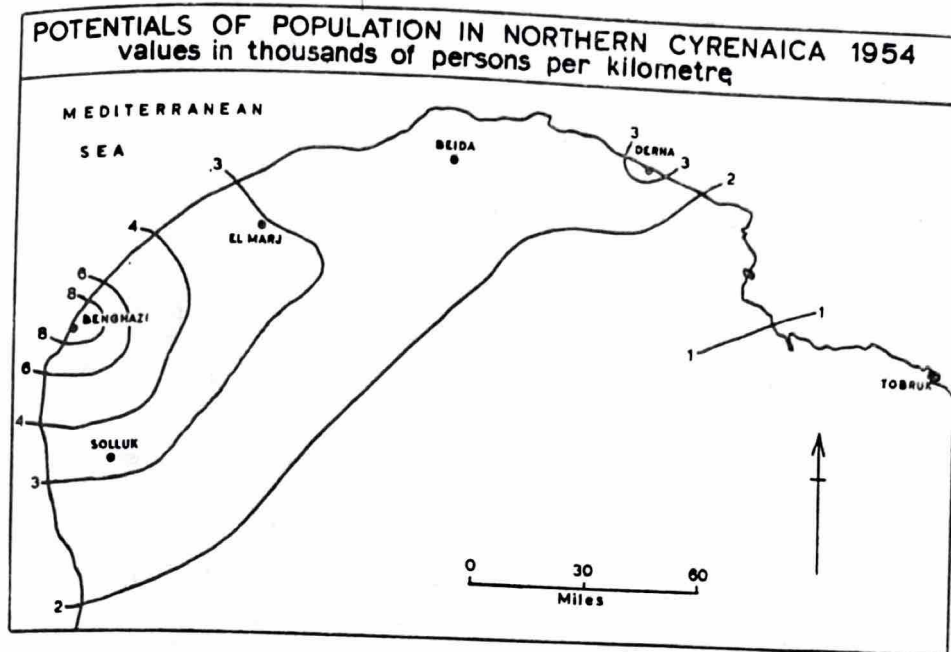 POTENTIALS OF POPULATION IN NORTHERN CYRENAICA 1954
values in thousands of persons per kilometre
MEDITERRANEAN
SEA
3
DERNA
3
BEIDA
2
3
EL MARJ
4
6
8
BENGHAZI
8
6
1
1
TOBRUK
4
SOLLUK
3
2
0 30 60
Miles